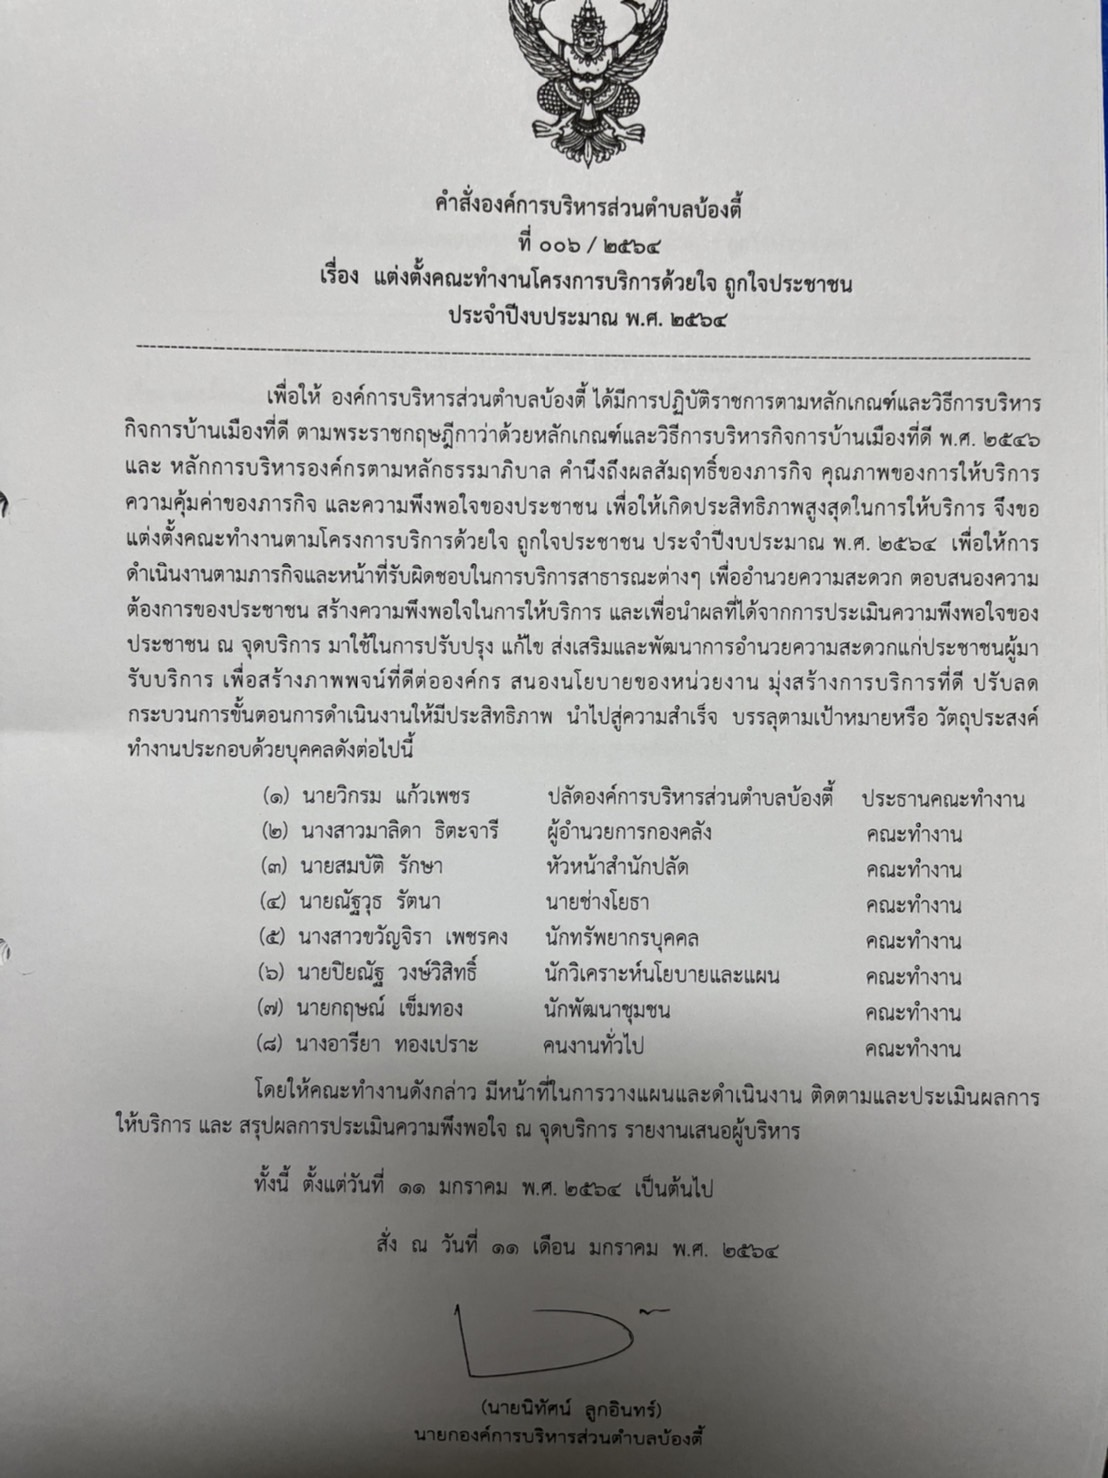 คำสั่งองค์การบริหารส่วนตำบลบ้องตี้
ที่ ๐๐๖ / ๒๕๖๔
เรื่อง แต่งตั้งคณะทำงานโครงการบริการด้วยใจ ถูกใจประชาชน
ประจำปีงบประมาณ พ.ศ. ๒๕๖๔
เพื่อให้ องค์การบริหารส่วนตำบลบ้องตี้ ได้มีการปฏิบัติราชการตามหลักเกณฑ์และวิธีการบริหาร
กิจการบ้านเมืองที่ดี ตามพระราชกฤษฎีกาว่าด้วยหลักเกณฑ์และวิธีการบริหารกิจการบ้านเมืองที่ดี พ.ศ. ๒๕๔๖
และ หลักการบริหารองค์กรตามหลักธรรมาภิบาล คำนึงถึงผลสัมฤทธิ์ของภารกิจ คุณภาพของการให้บริการ
ความคุ้มค่าของภารกิจ และความพึงพอใจของประชาชน เพื่อให้เกิดประสิทธิภาพสูงสุดในการให้บริการ จึงขอ
แต่งตั้งคณะทำงานตามโครงการบริการด้วยใจ ถูกใจประชาชน ประจำปีงบประมาณ พ.ศ. ๒๕๖๔ เพื่อให้การ
ดำเนินงานตามภารกิจและหน้าที่รับผิดชอบในการบริการสาธารณะต่างๆ เพื่ออำนวยความสะดวก ตอบสนองความ
ต้องการของประชาชน สร้างความพึงพอใจในการให้บริการ และเพื่อนำผลที่ได้จากการประเมินความพึงพอใจของ
ประชาชน ณ จุดบริการ มาใช้ในการปรับปรุง แก้ไข ส่งเสริมและพัฒนาการอำนวยความสะดวกแก่ประชาชนผู้มา
รับบริการ เพื่อสร้างภาพพจน์ที่ดีต่อองค์กร สนองนโยบายของหน่วยงาน มุ่งสร้างการบริการที่ดี ปรับลด
กระบวนการขั้นตอนการดำเนินงานให้มีประสิทธิภาพ นำไปสู่ความสำเร็จ บรรลุตามเป้าหมายหรือ วัตถุประสงค์
ทำงานประกอบด้วยบุคคลดังต่อไปนี้
(๑) นายวิกรม แก้วเพชร ปลัดองค์การบริหารส่วนตำบลบ้องตี้ ประธานคณะทำงาน
(๒) นางสาวมาลิดา ธิตะจารี ผู้อำนวยการกองคลัง คณะทำงาน
(๓) นายสมบัติ รักษา หัวหน้าสำนักปลัด คณะทำงาน
(๔) นายณัฐวุธ รัตนา นายช่างโยธา คณะทำงาน
(๕) นางสาวขวัญจิรา เพชรคง นักทรัพยากรบุคคล คณะทำงาน
(๖) นายปิยณัฐ วงษ์วิสิทธิ์ นักวิเคราะห์นโยบายและแผน คณะทำงาน
(๗) นายกฤษณ์ เข็มทอง นักพัฒนาชุมชน คณะทำงาน
(๘) นางอารียา ทองเปราะ คนงานทั่วไป คณะทำงาน
โดยให้คณะทำงานดังกล่าว มีหน้าที่ในการวางแผนและดำเนินงาน ติดตามและประเมินผลการ
ให้บริการ และ สรุปผลการประเมินความพึงพอใจ ณ จุดบริการ รายงานเสนอผู้บริหาร
ทั้งนี้ ตั้งแต่วันที่ ๑๑ มกราคม พ.ศ. ๒๕๖๔ เป็นต้นไป
สั่ง ณ วันที่ ๑๑ เดือน มกราคม พ.ศ. ๒๕๖๔
(นายนิทัศน์ ลูกอินทร์)
นายกองค์การบริหารส่วนตำบลบ้องตี้